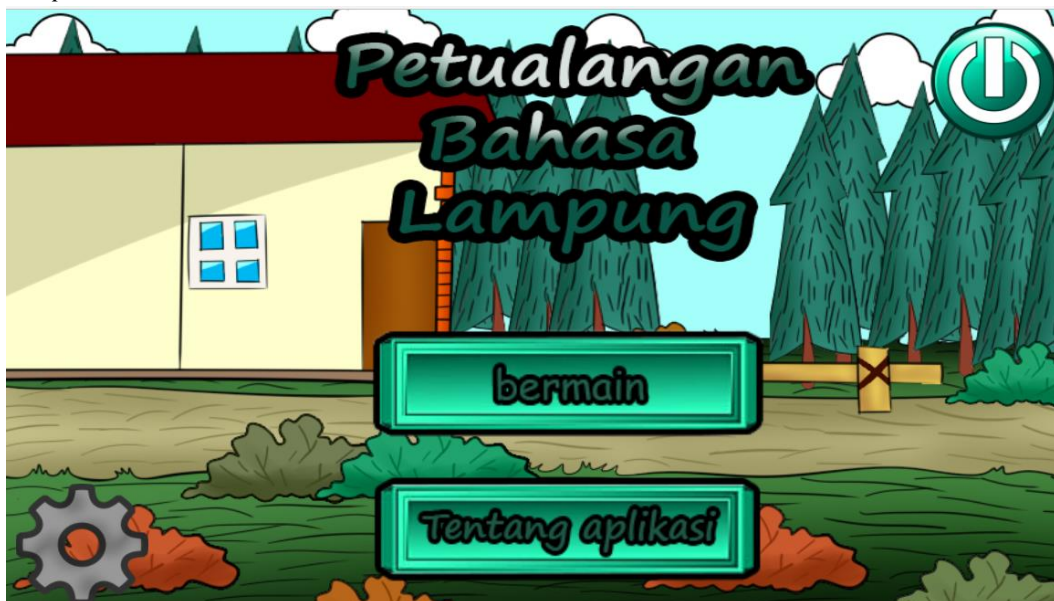 Petualangan
Bahasa
Lampung
bermain
Tentang aplikasi